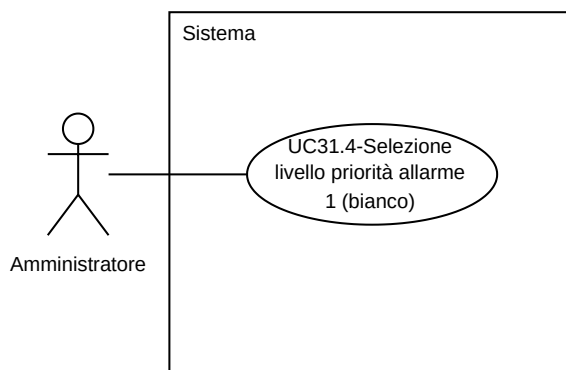 Sistema
UC31.4-Selezione
livello priorità allarme
1 (bianco)
Amministratore